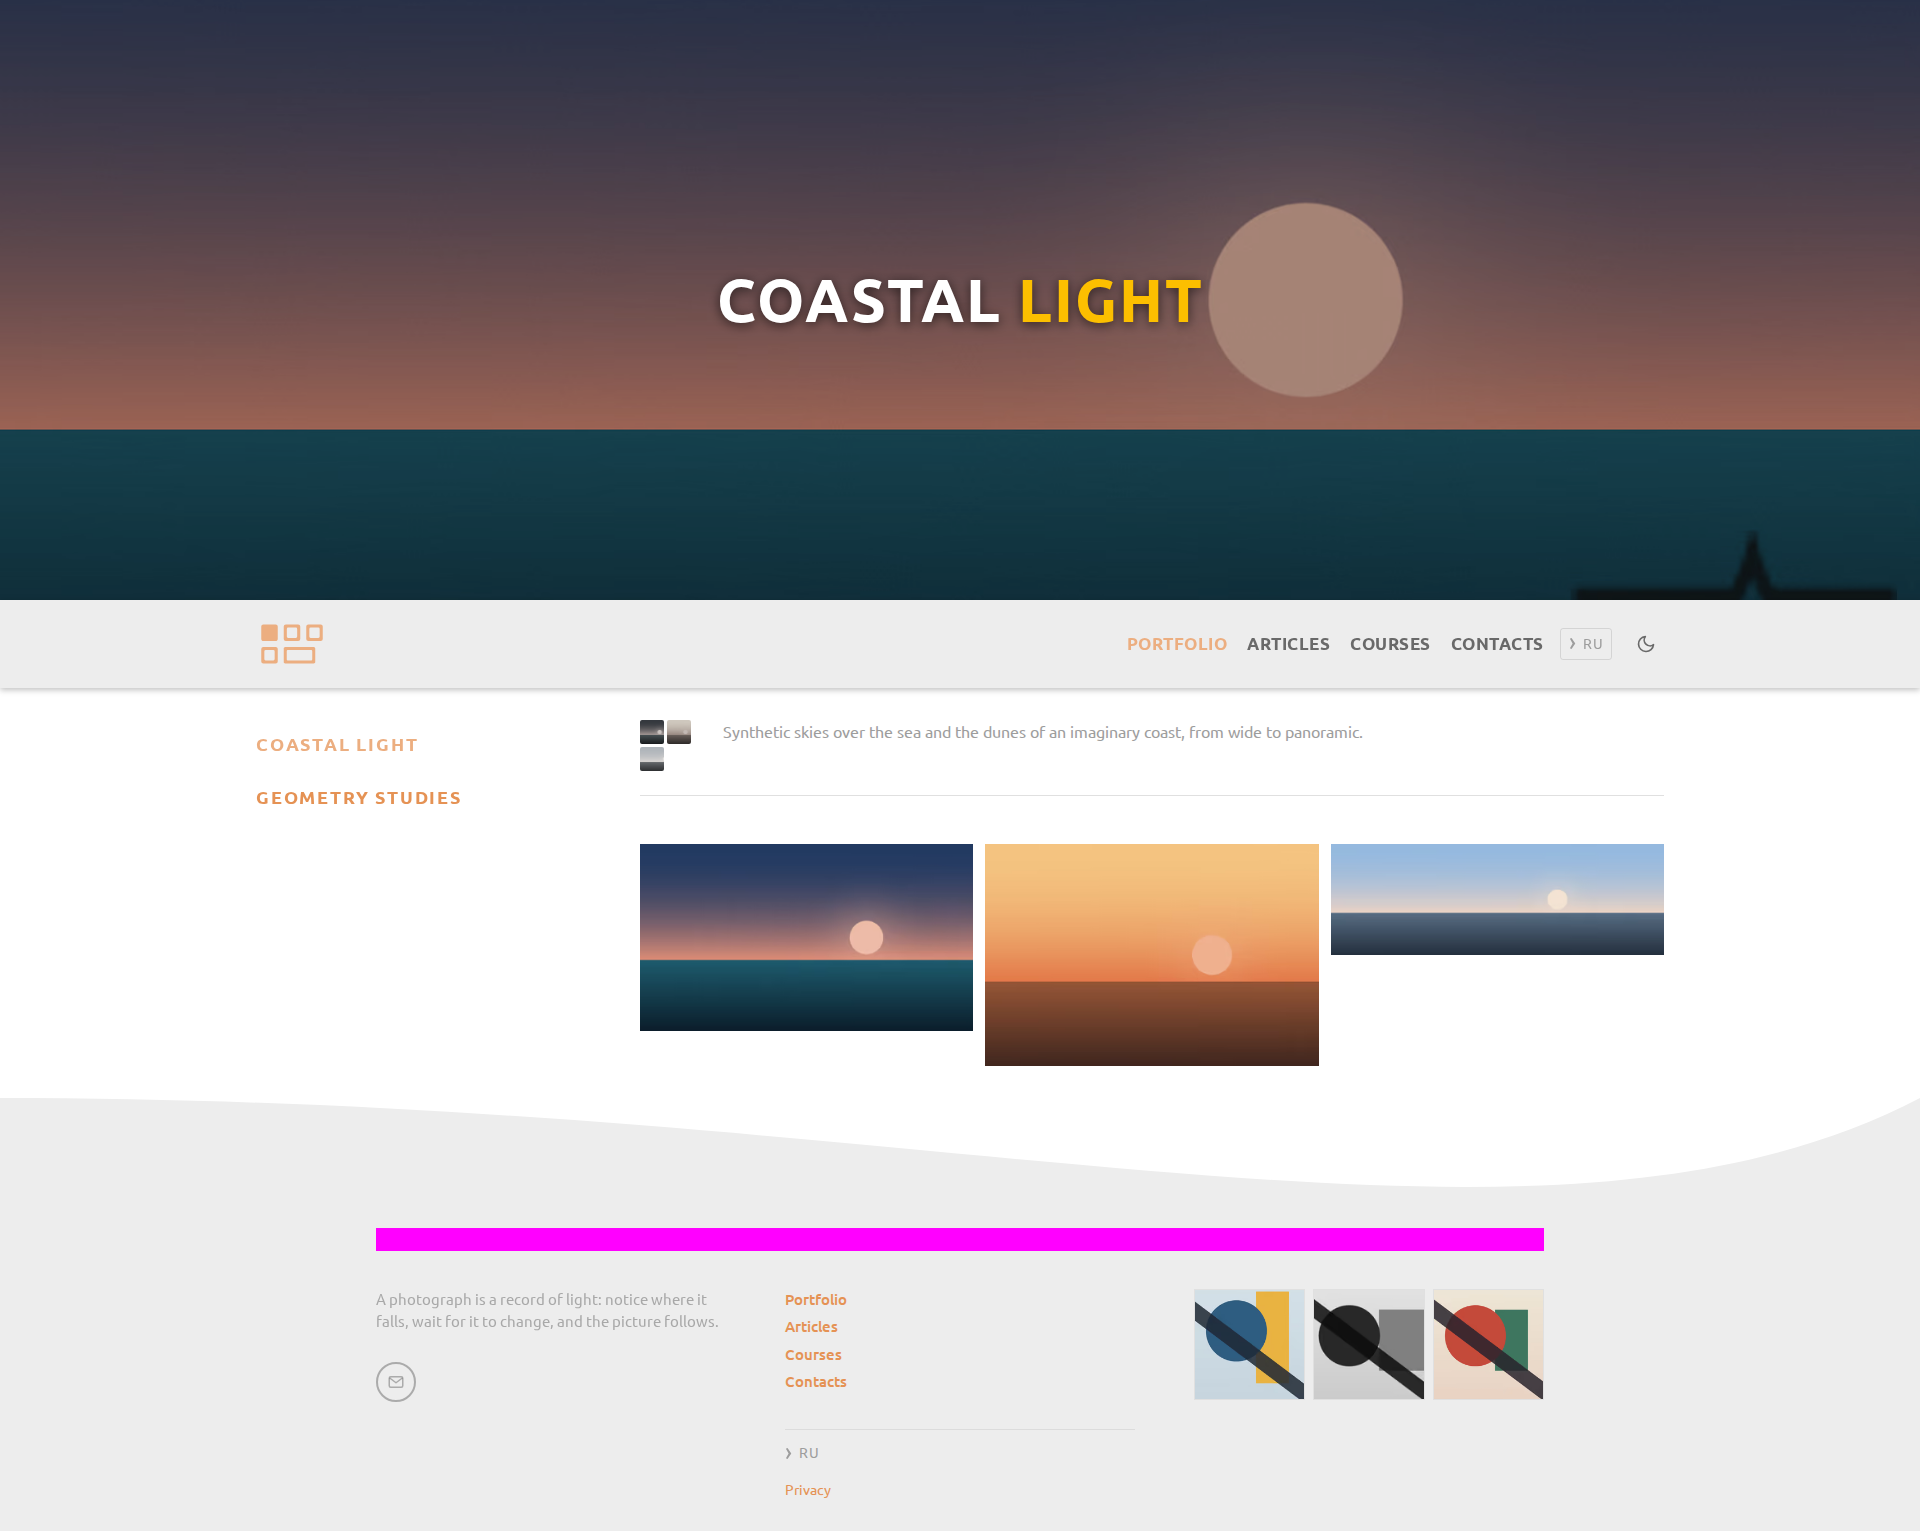 COASTAL LIGHT
PORTFOLIO ARTICLES COURSES CONTACTS ❯ RU
COASTAL LIGHT
GEOMETRY STUDIES
Synthetic skies over the sea and the dunes of an imaginary coast, from wide to panoramic.
A photograph is a record of light: notice where it
falls, wait for it to change, and the picture follows.
Portfolio
Articles
Courses
Contacts
❯ RU
Privacy